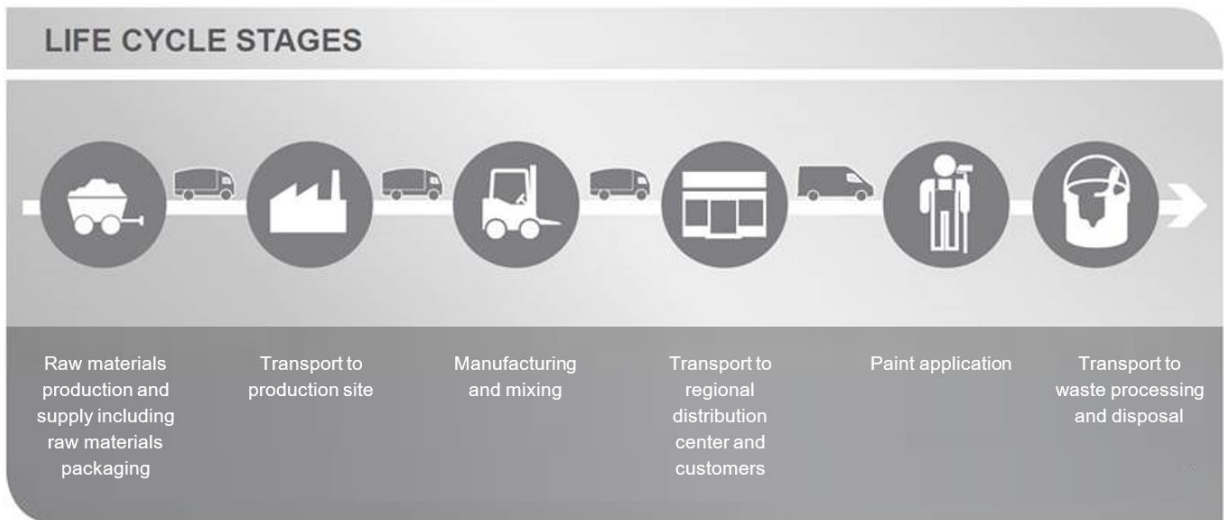 LIFE CYCLE STAGES
Raw materials
production and
supply including
raw materials
packaging
Transport to
production site
Manufacturing
and mixing
Transport to
regional
distribution
center and
customers
Paint application
Transport to
waste processing
and disposal